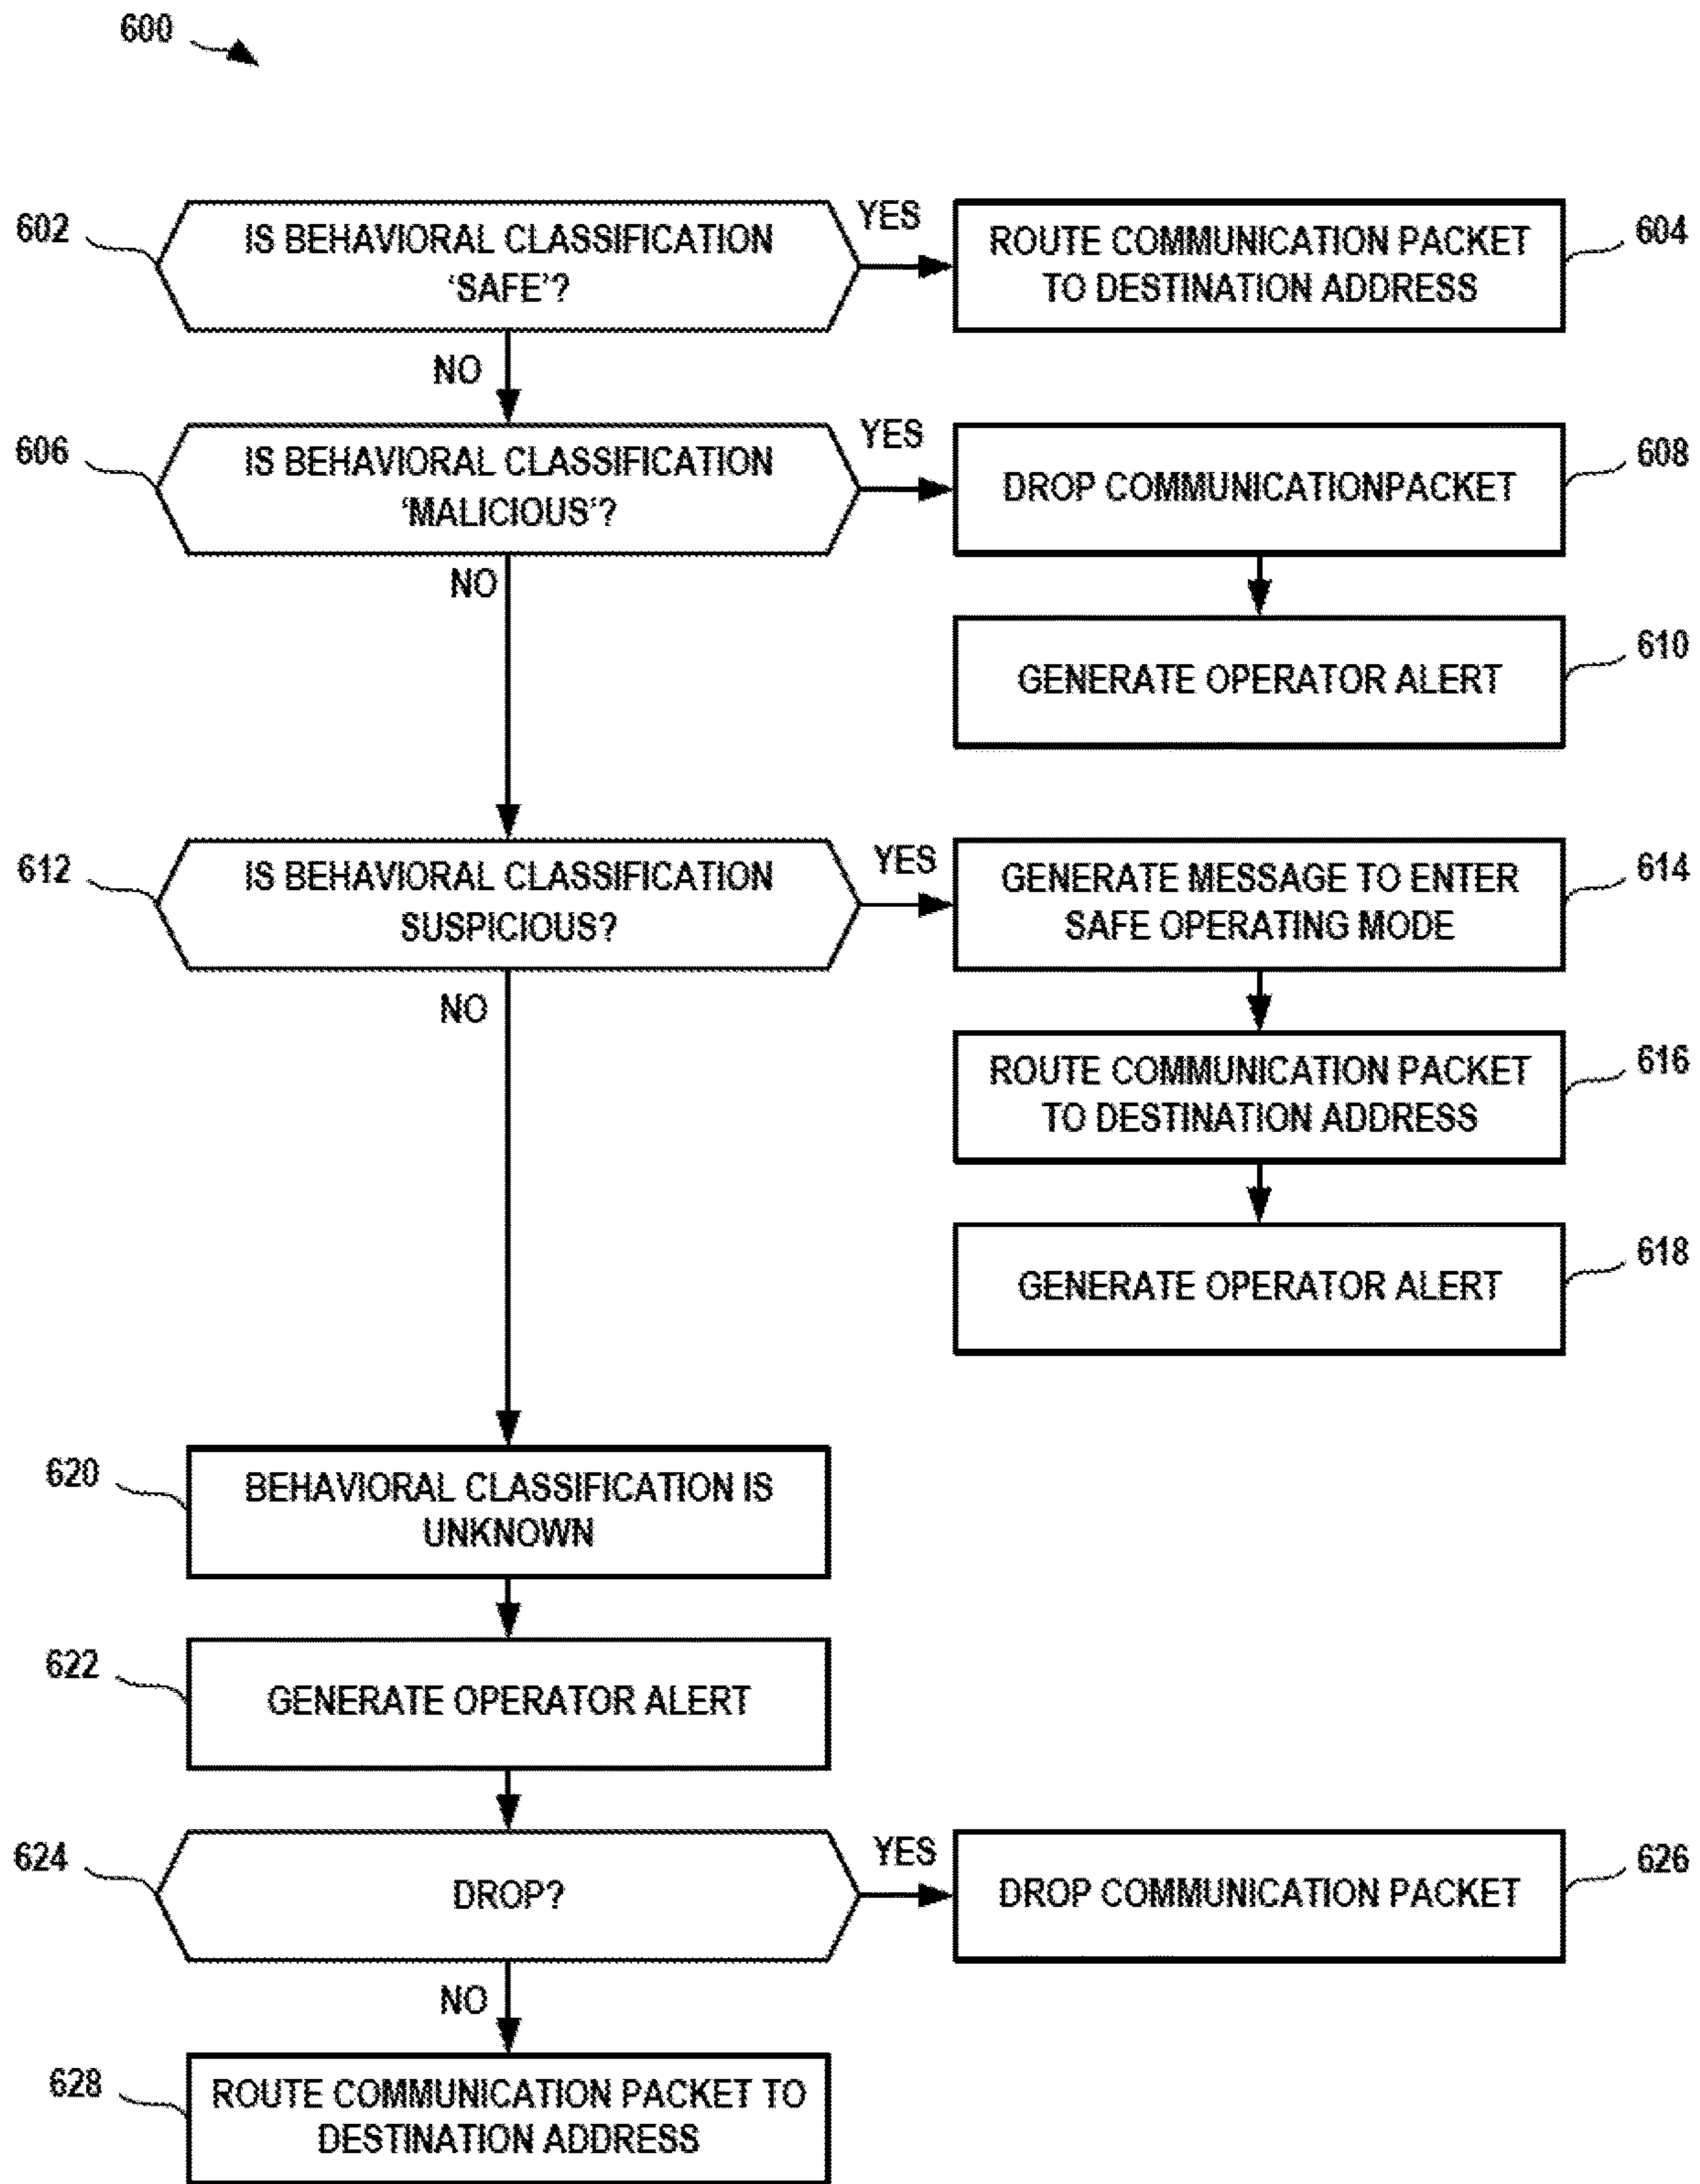 600
602
IS BEHAVIORAL CLASSIFICATION
‘SAFE’?
YES
ROUTE COMMUNICATION PACKET
TO DESTINATION ADDRESS
604
NO
606
IS BEHAVIORAL CLASSIFICATION
‘MALICIOUS’?
YES
DROP COMMUNICATIONPACKET
608
NO
GENERATE OPERATOR ALERT
610
612
IS BEHAVIORAL CLASSIFICATION
SUSPICIOUS?
YES
GENERATE MESSAGE TO ENTER
SAFE OPERATING MODE
614
NO
ROUTE COMMUNICATION PACKET
TO DESTINATION ADDRESS
616
GENERATE OPERATOR ALERT
618
620
BEHAVIORAL CLASSIFICATION IS
UNKNOWN
622
GENERATE OPERATOR ALERT
624
DROP?
YES
DROP COMMUNICATION PACKET
626
NO
628
ROUTE COMMUNICATION PACKET TO
DESTINATION ADDRESS